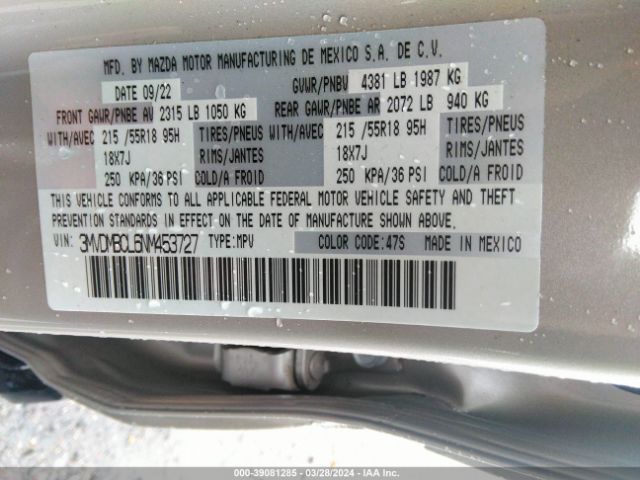 MFD. BY MAZDA MOTOR MANUFACTURING DE MEXICO S.A. DE C.V.
DATE 09/22 GVWR/PNBV 4381 LB 1987 KG
FRONT GAWR/PNBE AV 2315 LB 1050 KG REAR GAWR/PNBE AR 2072 LB 940 KG
WITH/AVEC 215 /55R18 95H TIRES/PNEUS WITH/AVEC 215 /55R18 95H TIRES/PNEUS
18X7J RIMS/JANTES 18X7J RIMS/JANTES
250 KPA/36 PSI COLD/A FROID 250 KPA/36 PSI COLD/A FROID
THIS VEHICLE CONFORMS TO ALL APPLICABLE FEDERAL MOTOR VEHICLE SAFETY AND THEFT
PREVENTION STANDARDS IN EFFECT ON THE DATE OF MANUFACTURE SHOWN ABOVE.
VIN: 3MVDMBCL6NM453727 TYPE:MPV COLOR CODE:47S MADE IN MEXICO
000-39081285 - 03/28/2024 - IAA Inc.